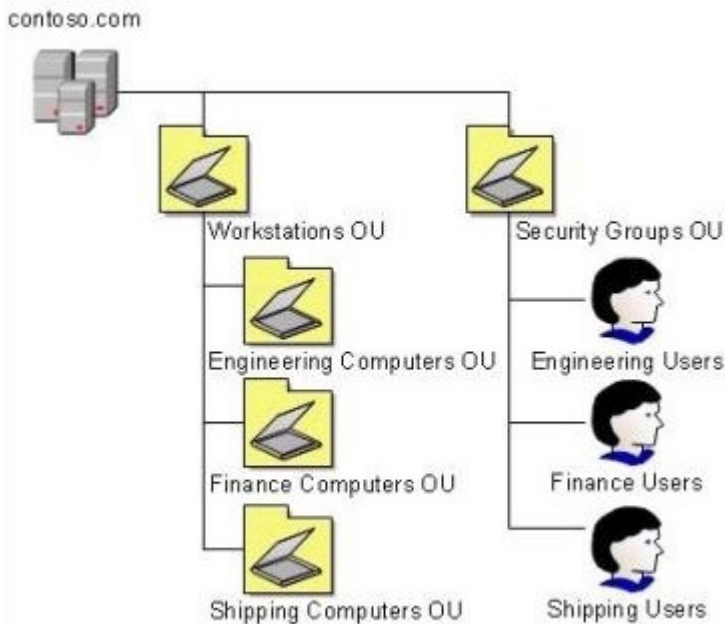 contoso.com
Workstations OU
Security Groups OU
Engineering Computers OU
Engineering Users
Finance Computers OU
Finance Users
Shipping Computers OU
Shipping Users